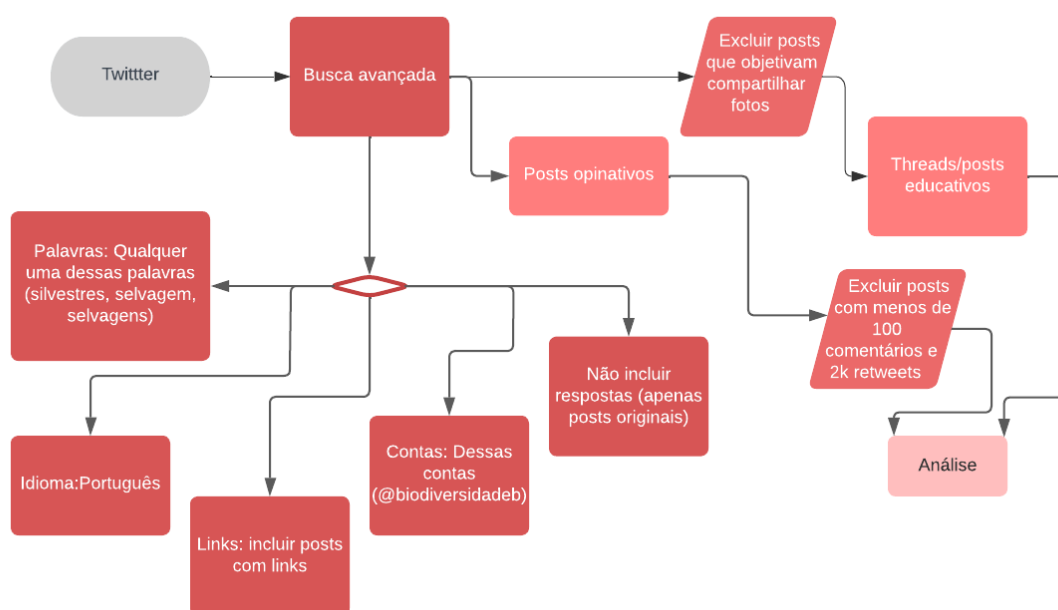 Twittter
Busca avançada
Excluir posts
que objetivam
compartilhar
fotos
Posts opinativos
Threads/posts
educativos
Palavras: Qualquer
uma dessas palavras
(silvestres, selvagem,
selvagens)
Excluir posts
com menos de
100
comentários e
2k retweets
Não incluir
respostas (apenas
posts originais)
Idioma:Português
Contas: Dessas
contas
(@biodiversidadeb)
Análise
Links: incluir posts
com links